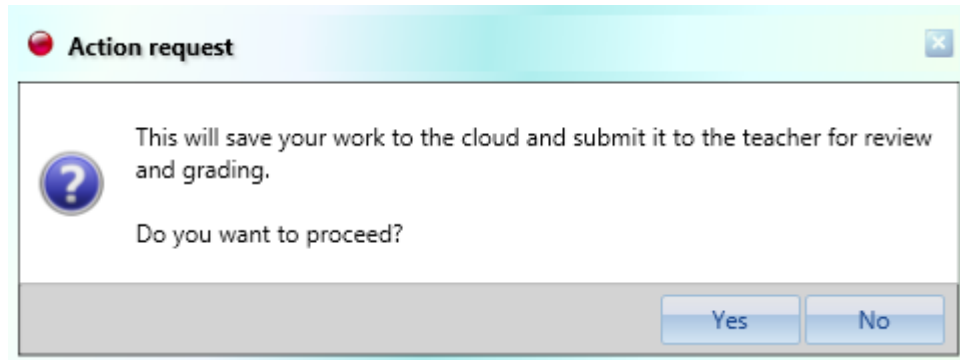 Action request
This will save your work to the cloud and submit it to the teacher for review
and grading.
Do you want to proceed?
Yes No